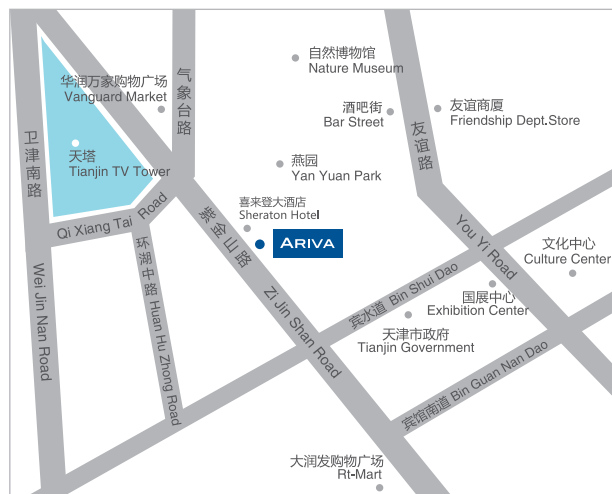 自然博物馆
Nature Museum
华润万家购物广场
Vanguard Market
气象台路
酒吧街
Bar Street
友谊商厦
Friendship Dept.Store
卫津南路
天塔
Tianjin TV Tower
友谊路
燕园
Yan Yuan Park
喜来登大酒店
Sheraton Hotel
紫金山路
Qi Xiang Tai Road
ARIVA
You Yi Road
文化中心
Culture Center
环湖中路 Huan Hu Zhong Road
Wei Jin Nan Road
Zi Jin Shan Road
宾水道 Bin Shui Dao
国展中心
Exhibition Center
天津市政府
Tianjin Government
宾馆南道 Bin Guan Nan Dao
大润发购物广场
Rt-Mart